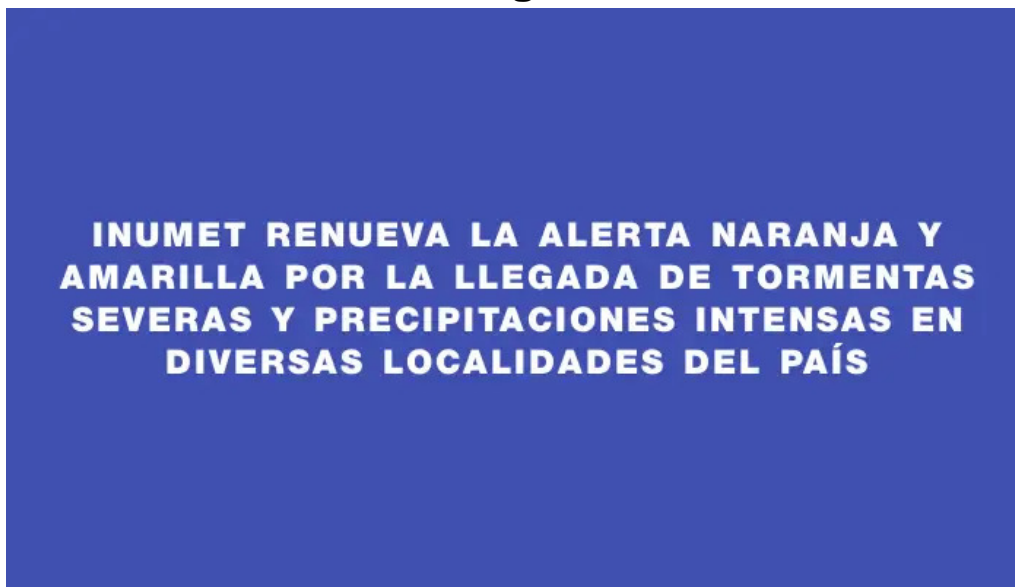 INUMET RENUEVA LA ALERTA NARANJA Y
AMARILLA POR LA LLEGADA DE TORMENTAS
SEVERAS Y PRECIPITACIONES INTENSAS EN
DIVERSAS LOCALIDADES DEL PAÍS